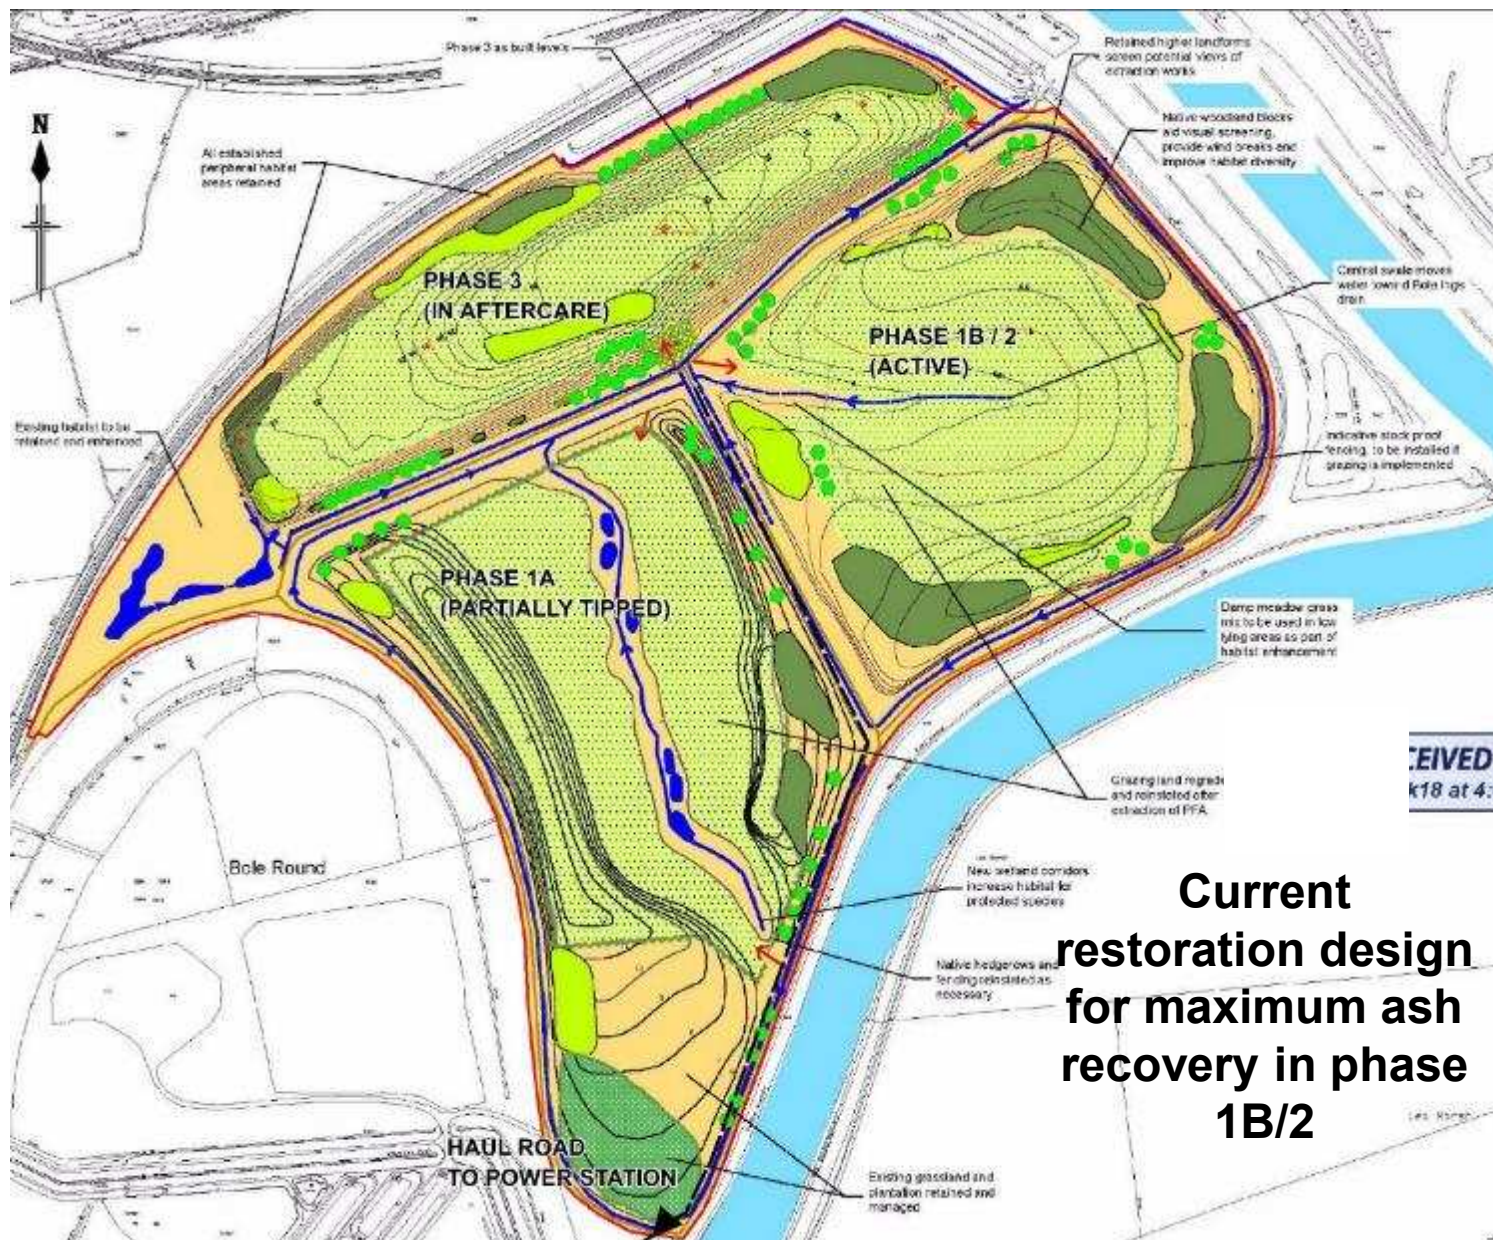 Phase 3 as built levels
Retained higher landforms
screen potential views of
extraction works
N
Native woodland blocks
aid visual screening,
provide wind breaks and
improve habitat diversity
All established
peripheral habitat
areas retained
PHASE 3
(IN AFTERCARE)
Central swale moves
water toward Bole Ings
drain
PHASE 1B / 2
(ACTIVE)
Existing habitat to be
retained and enhanced
Indicative stock proof
fencing, to be installed if
grazing is implemented
PHASE 1A
(PARTIALLY TIPPED)
Damp meadow grass
mix to be used in low
lying areas as part of
habitat enhancement
CEIVED
18 at 4:
Grazing land regrade
and reinstated after
extraction of PFA
Bole Round
New wetland corridors
increase habitat for
protected species
Current
restoration design
for maximum ash
recovery in phase
1B/2
Native hedgerows and
fencing reinstated as
necessary
HAUL ROAD
TO POWER STATION
Existing grassland and
plantation retained and
managed